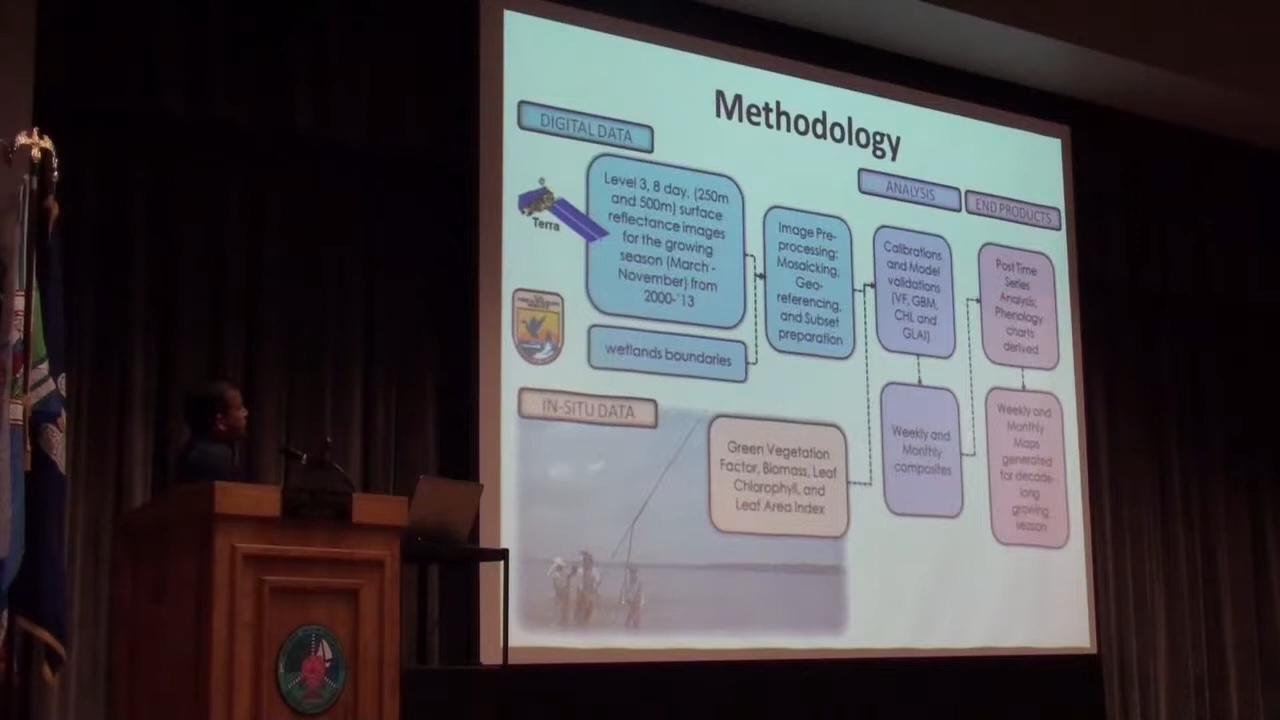 Methodology
DIGITAL DATA
Terra
Level 3, 8 day, (250m
and 500m) surface
reflectance images
for the growing
season (March -
November) from
2000-'13
wetlands boundaries
Image Pre-
processing:
Mosaicking,
Geo-
referencing,
and Subset
preparation
IN-SITU DATA
Green Vegetation
Factor, Biomass, Leaf
Chlorophyll, and
Leaf Area Index
ANALYSIS
Calibrations
and Model
validations
(VF, GBM,
CHL and
GLAI)
Weekly and
Monthly
composites
END PRODUCTS
Post Time
Series
Analysis;
Phenology
charts
derived
Weekly and
Monthly
Maps
generated
for decade-
long
growing
season